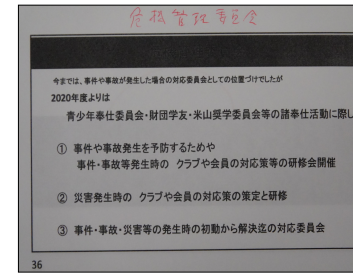 危機管理委員会
今までは、事件や事故が発生した場合の対応委員会としての位置づけでしたが
2020年度よりは
青少年奉仕委員会・財団学友・米山奨学委員会等の諸奉仕活動に際し
① 事件や事故発生を予防するためや
事件・事故等発生時の クラブや会員の対応策等の研修会開催
② 災害発生時の クラブや会員の対応策の策定と研修
③ 事件・事故・災害等の発生時の初動から解決迄の対応委員会
36